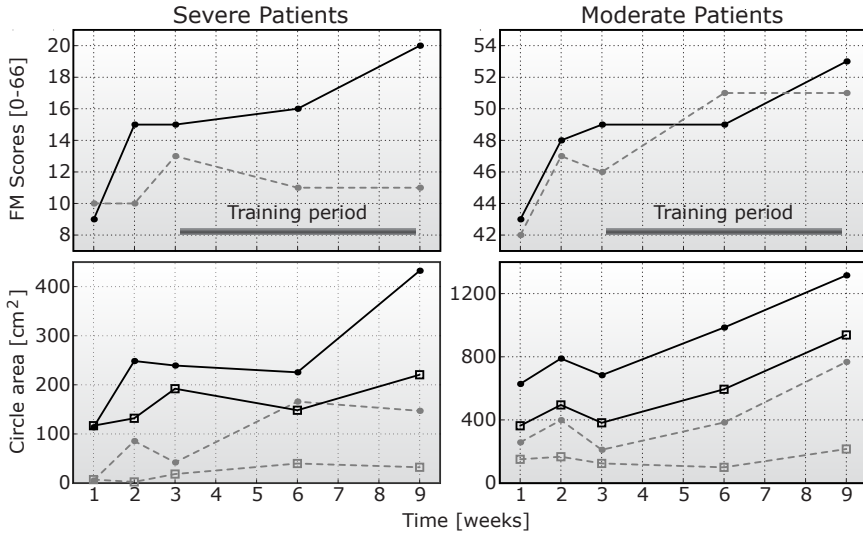 Severe Patients
Moderate Patients
FM Scores [0-66]
20
18
16
14
12
10
8
Training period
54
52
50
48
46
44
42
Training period
Circle area [cm²]
400
300
200
100
0
1 2 3 4 5 6 7 8 9
1200
800
400
0
1 2 3 4 5 6 7 8 9
Time [weeks]